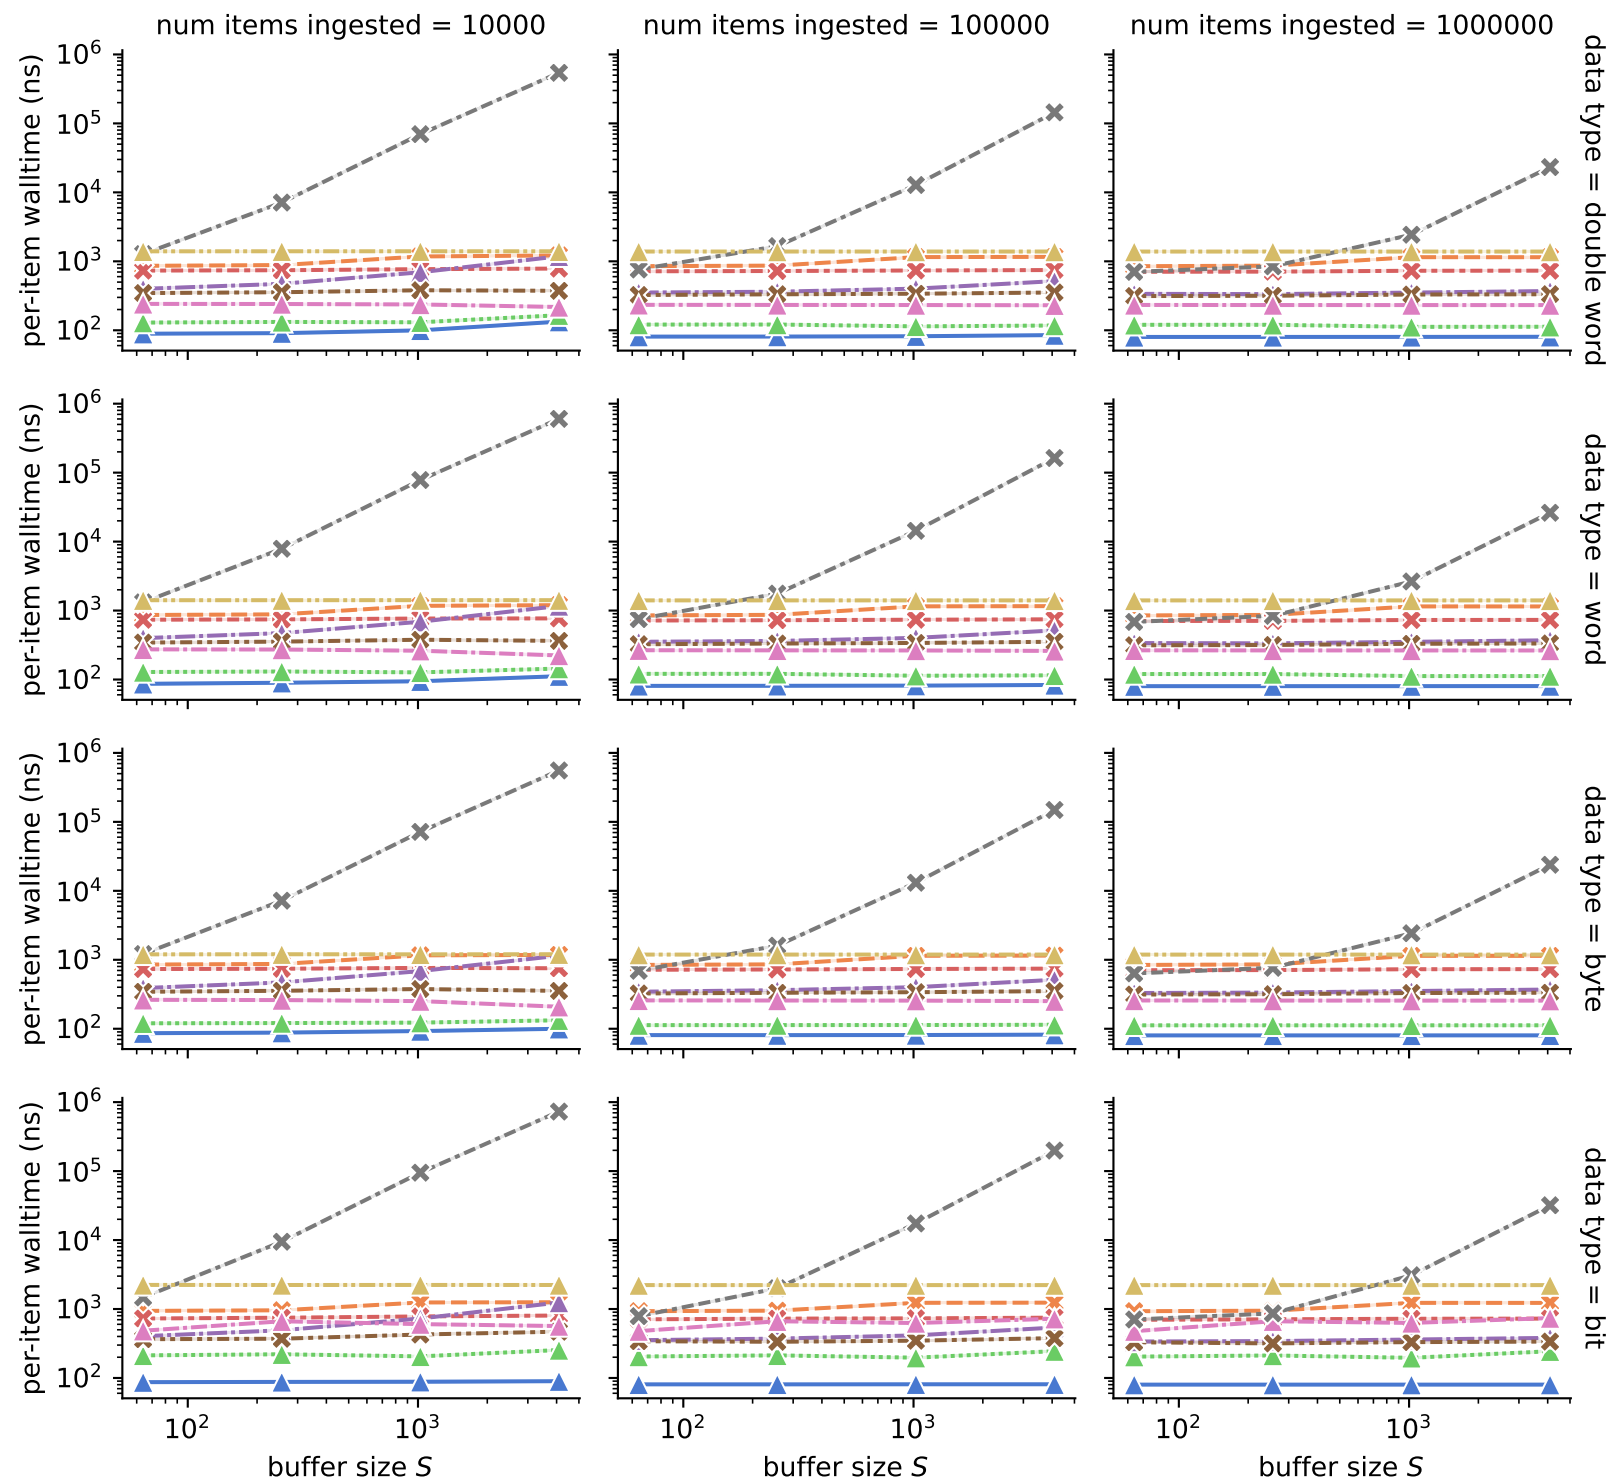 num items ingested = 10000
num items ingested = 100000
num items ingested = 1000000
per-item walltime (ns)
10⁶
10⁵
10⁴
10³
10²
data type = double word
per-item walltime (ns)
10⁶
10⁵
10⁴
10³
10²
data type = word
per-item walltime (ns)
10⁶
10⁵
10⁴
10³
10²
data type = byte
per-item walltime (ns)
10⁶
10⁵
10⁴
10³
10²
data type = bit
10² 10³
10² 10³
10² 10³
buffer size S
buffer size S
buffer size S